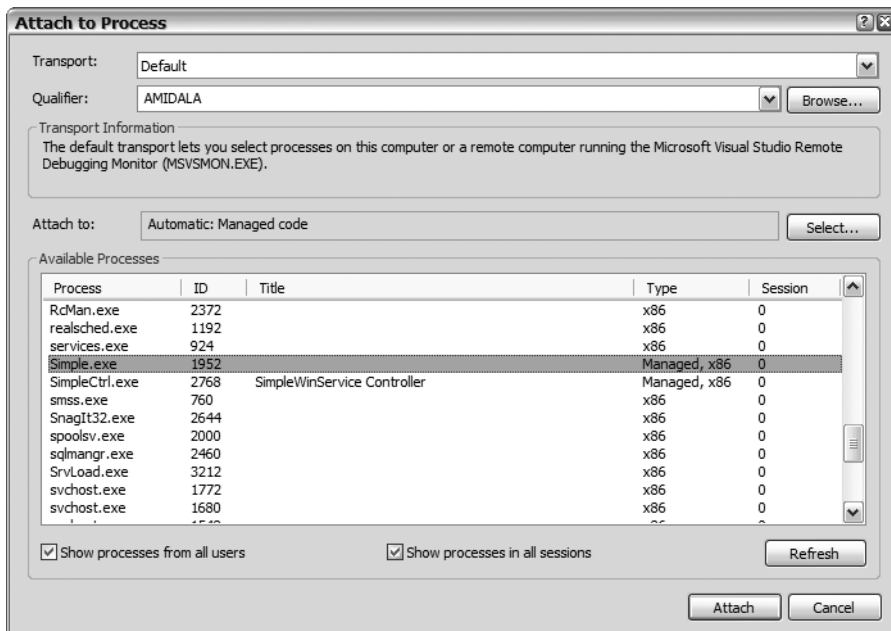 Attach to Process
Transport: Default
Qualifier: AMIDALA Browse...
Transport Information
The default transport lets you select processes on this computer or a remote computer running the Microsoft Visual Studio Remote
Debugging Monitor (MSVSMON.EXE).
Attach to: Automatic: Managed code Select...
Available Processes
Process ID Title Type Session
RcMan.exe 2372 x86 0
realsched.exe 1192 x86 0
services.exe 924 x86 0
Simple.exe 1952 Managed, x86 0
SimpleCtrl.exe 2768 SimpleWinService Controller Managed, x86 0
smss.exe 760 x86 0
SnagIt32.exe 2644 x86 0
spoolsv.exe 2000 x86 0
sqlmangr.exe 2460 x86 0
SrvLoad.exe 3212 x86 0
svchost.exe 1772 x86 0
svchost.exe 1680 x86 0
Show processes from all users Show processes in all sessions Refresh
Attach Cancel